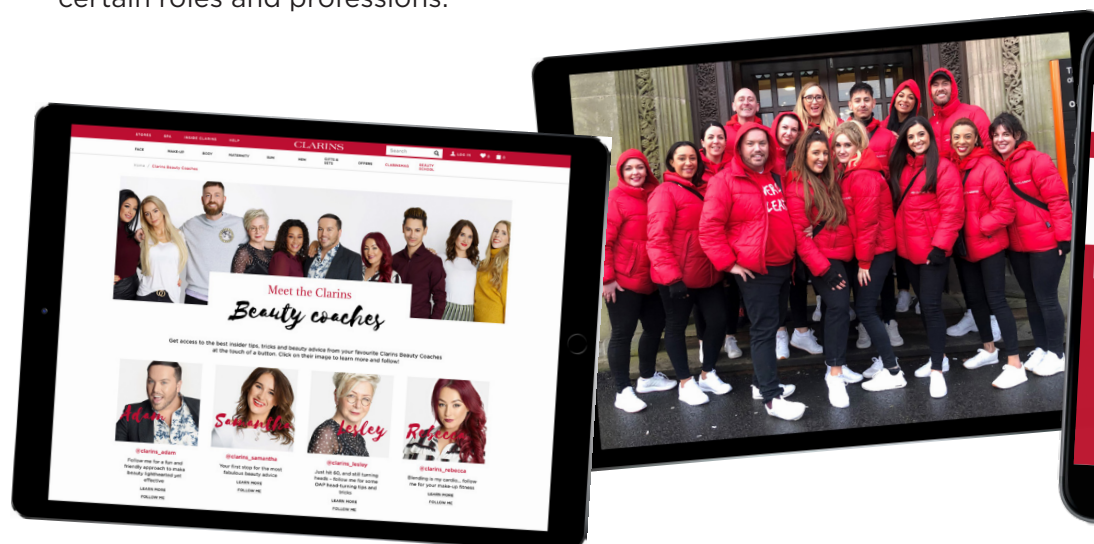 certain roles and professions.
STORES SPA INSIDE CLARINS HELP
CLARINS
Search
LOG IN
FACE MAKE-UP BODY MATERNITY SUN MEN GIFTS & SETS OFFERS CLARINSMEN BEAUTY SCHOOL
Home / Clarins Beauty Coaches
Meet the Clarins
Beauty coaches
Get access to the best insider tips, tricks and beauty advice from your favourite Clarins Beauty Coaches
at the touch of a button. Click on their image to learn more and follow!
Adam
Samantha
Lesley
Rebecca
@clarins_adam
Follow me for a fun and
friendly approach to make
beauty lighthearted yet
effective
LEARN MORE
FOLLOW ME
@clarins_samantha
Your first stop for the most
fabulous beauty advice
LEARN MORE
FOLLOW ME
@clarins_lesley
Just hit 60, and still turning
heads - follow me for some
OAP head-turning tips and
tricks
LEARN MORE
FOLLOW ME
@clarins_rebecca
Blending is my cardio... follow
me for your make-up fitness
LEARN MORE
FOLLOW ME